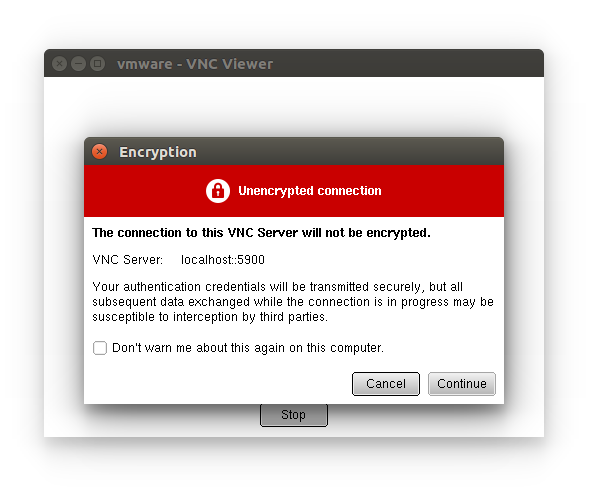 vmware - VNC Viewer
Encryption
Unencrypted connection
The connection to this VNC Server will not be encrypted.
VNC Server: localhost::5900
Your authentication credentials will be transmitted securely, but all
subsequent data exchanged while the connection is in progress may be
susceptible to interception by third parties.
Don't warn me about this again on this computer.
Cancel Continue
Stop